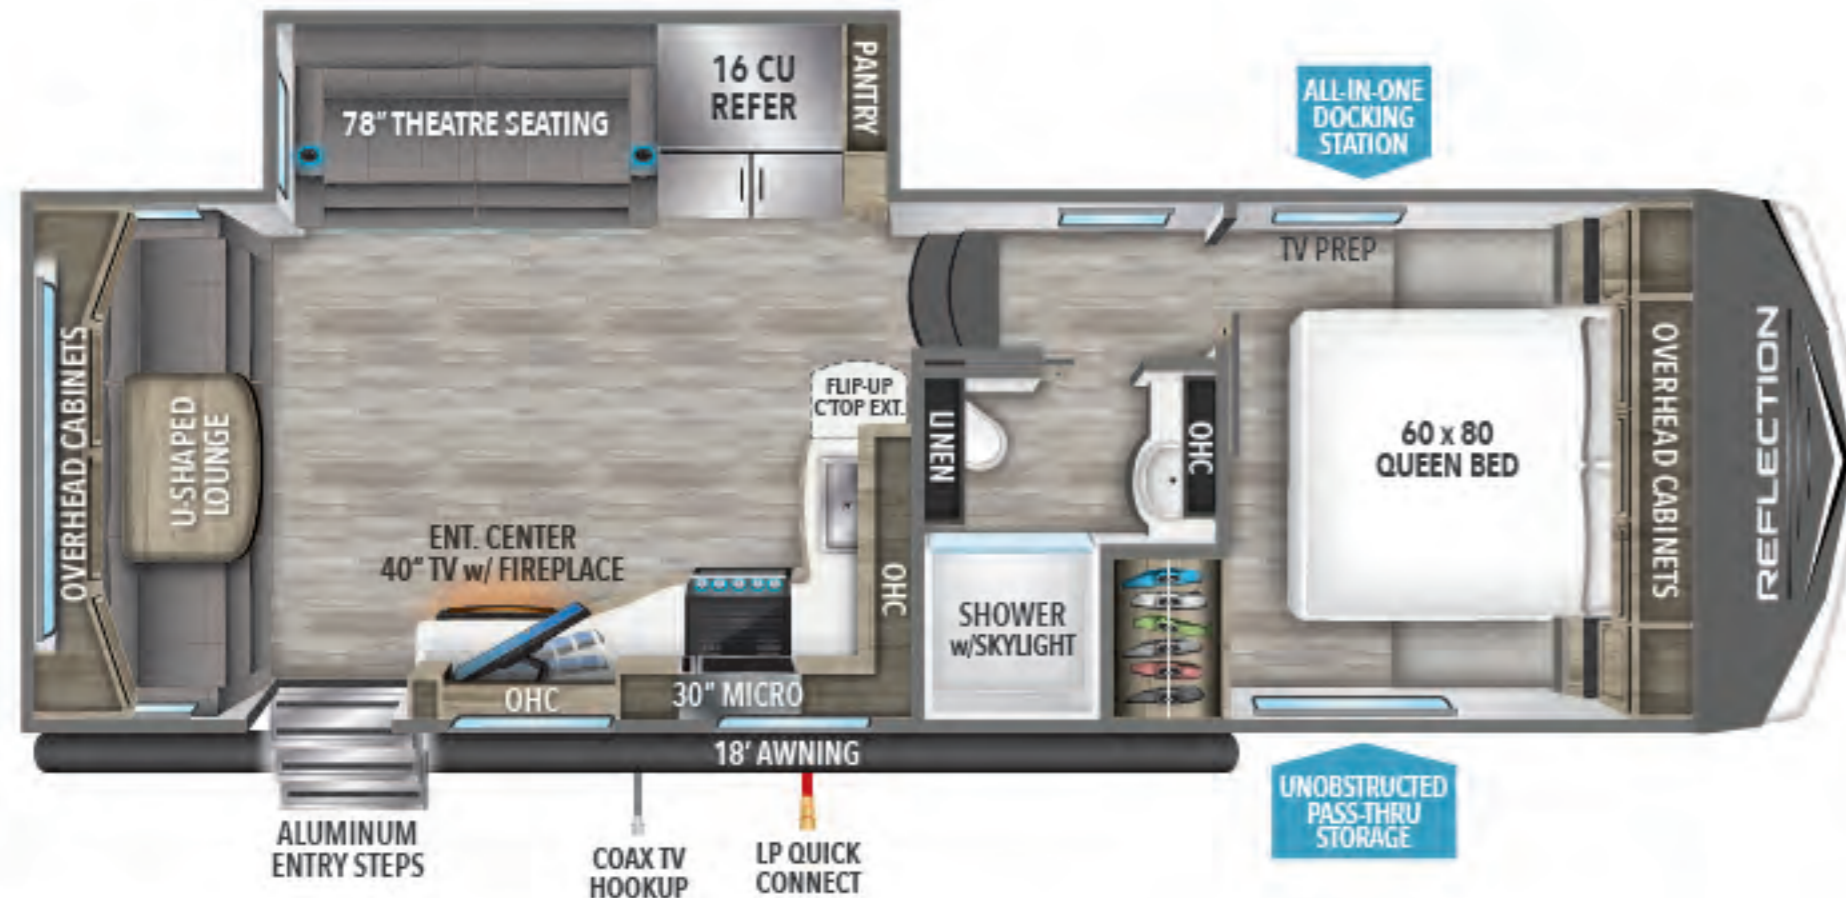 16 CU
REFER
PANTRY
78" THEATRE SEATING
ALL-IN-ONE
DOCKING
STATION
TV PREP
OVERHEAD CABINETS
U-SHAPED
LOUNGE
FLIP-UP
C'TOP EXT.
LINEN
OHC
60 x 80
QUEEN BED
OVERHEAD CABINETS
REFLECTION
ENT. CENTER
40" TV w/ FIREPLACE
OHC
SHOWER
w/SKYLIGHT
OHC
30" MICRO
18' AWNING
UNOBSTRUCTED
PASS-THRU
STORAGE
ALUMINUM
ENTRY STEPS
COAX TV
HOOKUP
LP QUICK
CONNECT